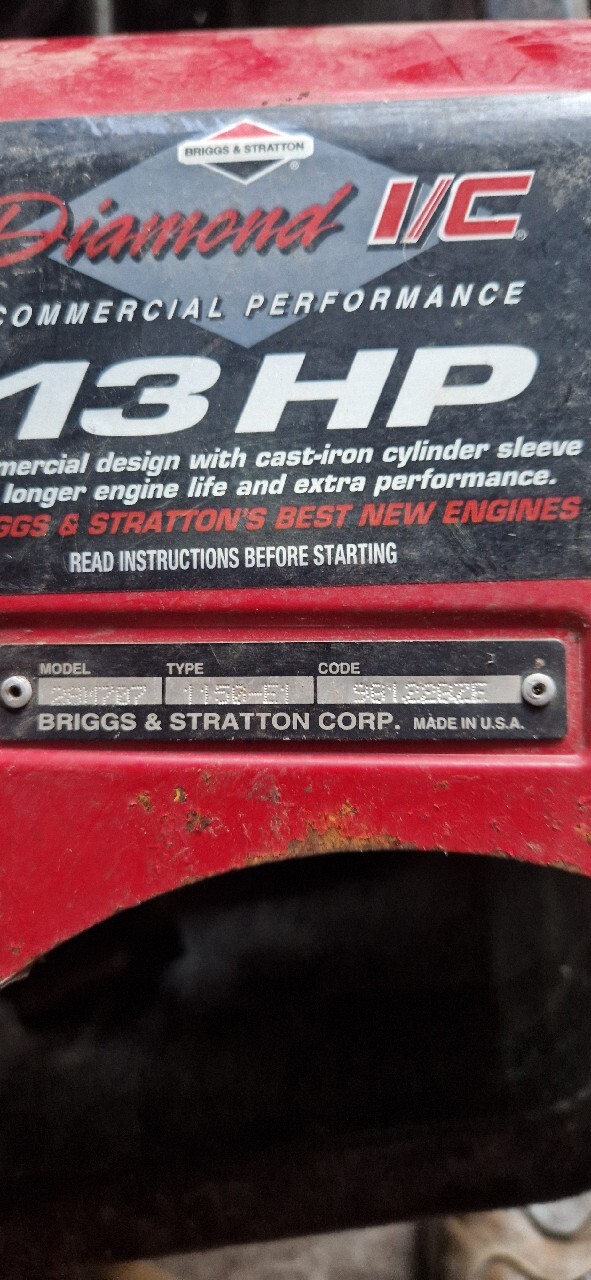 BRIGGS & STRATTON
Diamond I/C
COMMERCIAL PERFORMANCE
13 HP
mercial design with cast-iron cylinder sleeve
longer engine life and extra performance.
GGS & STRATTON'S BEST NEW ENGINES
READ INSTRUCTIONS BEFORE STARTING
MODEL TYPE CODE
28M707 1150-E1
BRIGGS & STRATTON CORP. MADE IN U.S.A.